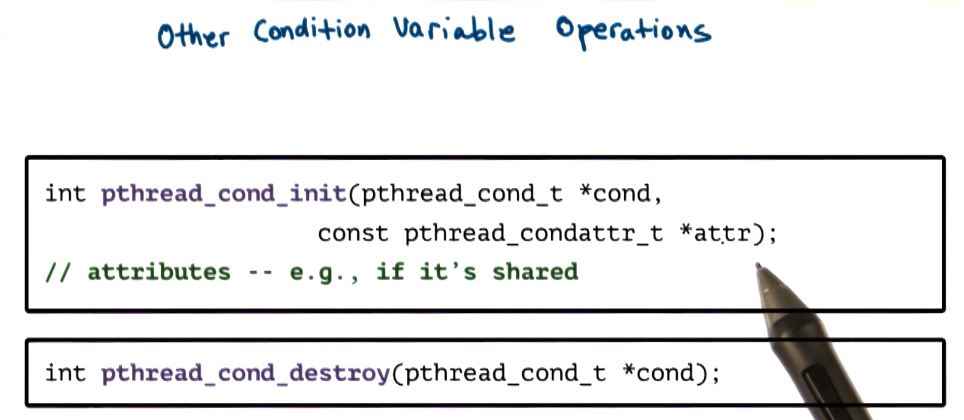 Other Condition Variable Operations
int pthread_cond_init(pthread_cond_t *cond,
const pthread_condattr_t *attr);
// attributes -- e.g., if it's shared
int pthread_cond_destroy(pthread_cond_t *cond);